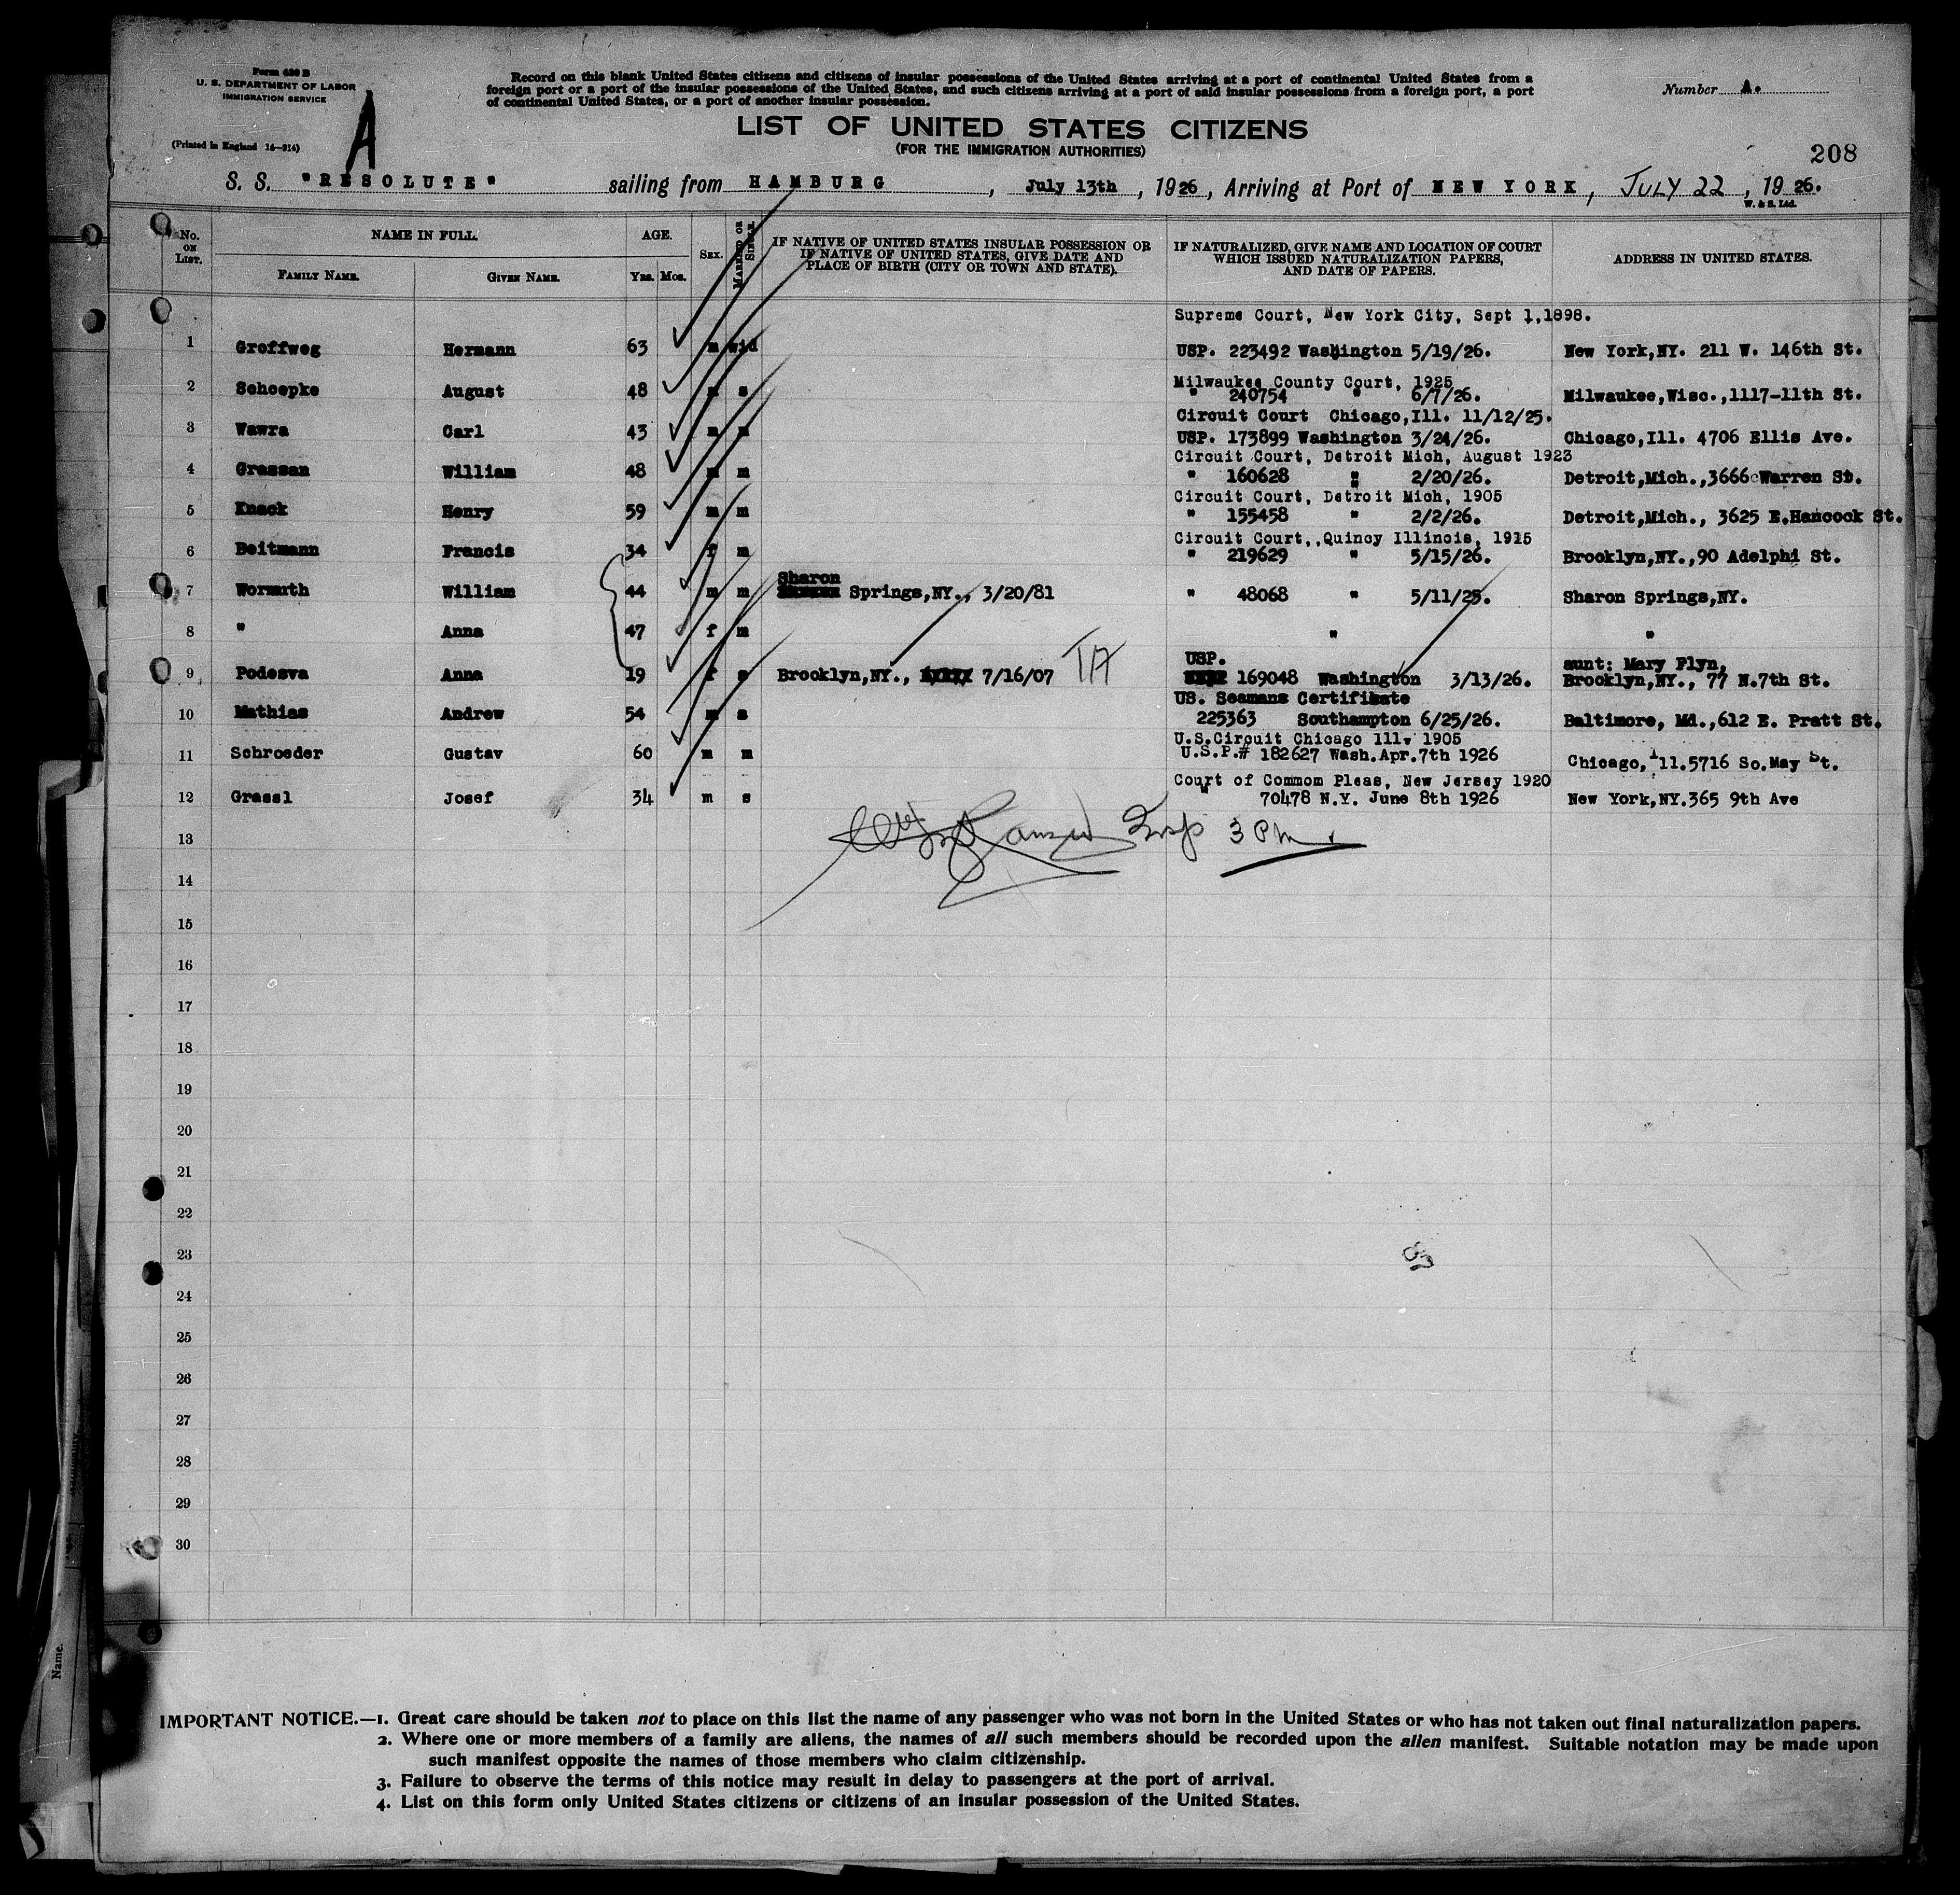 Form 630 B
U. S. DEPARTMENT OF LABOR
IMMIGRATION SERVICE
(Printed in England 14—814)
A
Record on this blank United States citizens and citizens of insular possessions of the United States arriving at a port of continental United States from a
foreign port or a port of the insular possessions of the United States, and such citizens arriving at a port of said insular possessions from a foreign port, a port
of continental United States, or a port of another insular possession.
Number A.
LIST OF UNITED STATES CITIZENS
(FOR THE IMMIGRATION AUTHORITIES)
208
S. S. "RESOLUTE" sailing from HAMBURG, July 13th, 1926, Arriving at Port of NEW YORK, JULY 22, 19 26.
W. & S. Ltd.
No. ON LIST. NAME IN FULL. AGE. SEX. MARRIED OR SINGLE. IF NATIVE OF UNITED STATES INSULAR POSSESSION OR IF NATIVE OF UNITED STATES, GIVE DATE AND PLACE OF BIRTH (CITY OR TOWN AND STATE). IF NATURALIZED, GIVE NAME AND LOCATION OF COURT WHICH ISSUED NATURALIZATION PAPERS, AND DATE OF PAPERS. ADDRESS IN UNITED STATES.
FAMILY NAME. GIVEN NAME. Yrs. Mos.
Supreme Court, New York City, Sept 1,1898.
1 Groffweg Hermann 63 m wid USP. 223492 Washington 5/19/26. New York,NY. 211 W. 146th St.
Milwaukee County Court, 1925
2 Schoepke August 48 m s " 240754 " 6/7/26. Milwaukee,Wisc.,1117-11th St.
Circuit Court Chicago,Ill. 11/12/25.
3 Wawra Carl 43 m m USP. 173899 Washington 3/24/26. Chicago,Ill. 4706 Ellis Ave.
Circuit Court, Detroit Mich, August 1923
4 Grassan William 48 m m " 160628 " 2/20/26. Detroit,Mich.,3666 Warren St.
Circuit Court, Detroit Mich, 1905
5 Knack Henry 59 m m " 155458 " 2/2/26. Detroit,Mich., 3625 E.Hancock St.
Circuit Court,.Quincy Illinois, 1915
6 Beitmann Francis 34 f m " 219629 " 5/15/26. Brooklyn,NY.,90 Adelphi St.
Sharon
7 Wormuth William 44 m m Springs,NY., 3/20/81 " 48068 " 5/11/25. Sharon Springs,NY.
8 " Anna 47 f m " "
USP. aunt: Mary Flyn,
9 Podesva Anna 19 f s Brooklyn,NY., 7/16/07 169048 Washington 3/13/26. Brooklyn,NY., 77 N.7th St.
US. Seamans Certifikate
10 Mathias Andrew 54 m s 225363 Southampton 6/25/26. Baltimore, Md.,612 E. Pratt St.
U.S.Circuit Chicago Ill. 1905
11 Schroeder Gustav 60 m m U.S.P.# 182627 Wash.Apr.7th 1926 Chicago,Ill.5716 So.May St.
Court of Commom Pleas, New Jersey 1920
12 Grassl Josef 34 m s " 70478 N.Y. June 8th 1926 New York,NY.365 9th Ave
13 Insp 3 PM
14
15
16
17
18
19
20
21
22
23
24
25
26
27
28
29
30
Name.
IMPORTANT NOTICE.—1. Great care should be taken not to place on this list the name of any passenger who was not born in the United States or who has not taken out final naturalization papers.
2. Where one or more members of a family are aliens, the names of all such members should be recorded upon the alien manifest. Suitable notation may be made upon
such manifest opposite the names of those members who claim citizenship.
3. Failure to observe the terms of this notice may result in delay to passengers at the port of arrival.
4. List on this form only United States citizens or citizens of an insular possession of the United States.